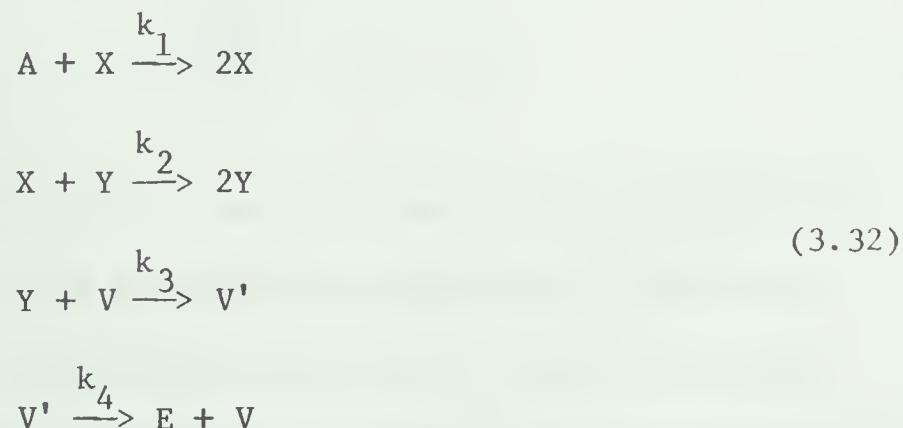 k1
A + X —> 2X
k2
X + Y —> 2Y
(3.32)
k3
Y + V —> V'
k4
V' —> E + V